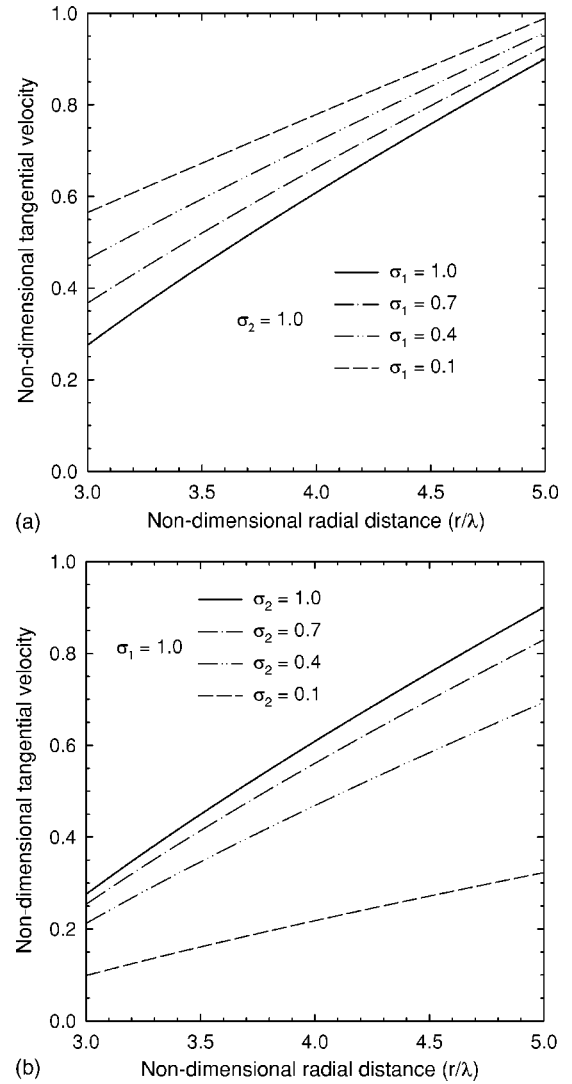 1.0
0.8
0.6
0.4
0.2
0.0
Non-dimensional tangential velocity
σ₂ = 1.0
σ₁ = 1.0
σ₁ = 0.7
σ₁ = 0.4
σ₁ = 0.1
3.0 3.5 4.0 4.5 5.0
(a) Non-dimensional radial distance (r/λ)
1.0
0.8
0.6
0.4
0.2
0.0
Non-dimensional tangential velocity
σ₁ = 1.0
σ₂ = 1.0
σ₂ = 0.7
σ₂ = 0.4
σ₂ = 0.1
3.0 3.5 4.0 4.5 5.0
(b) Non-dimensional radial distance (r/λ)